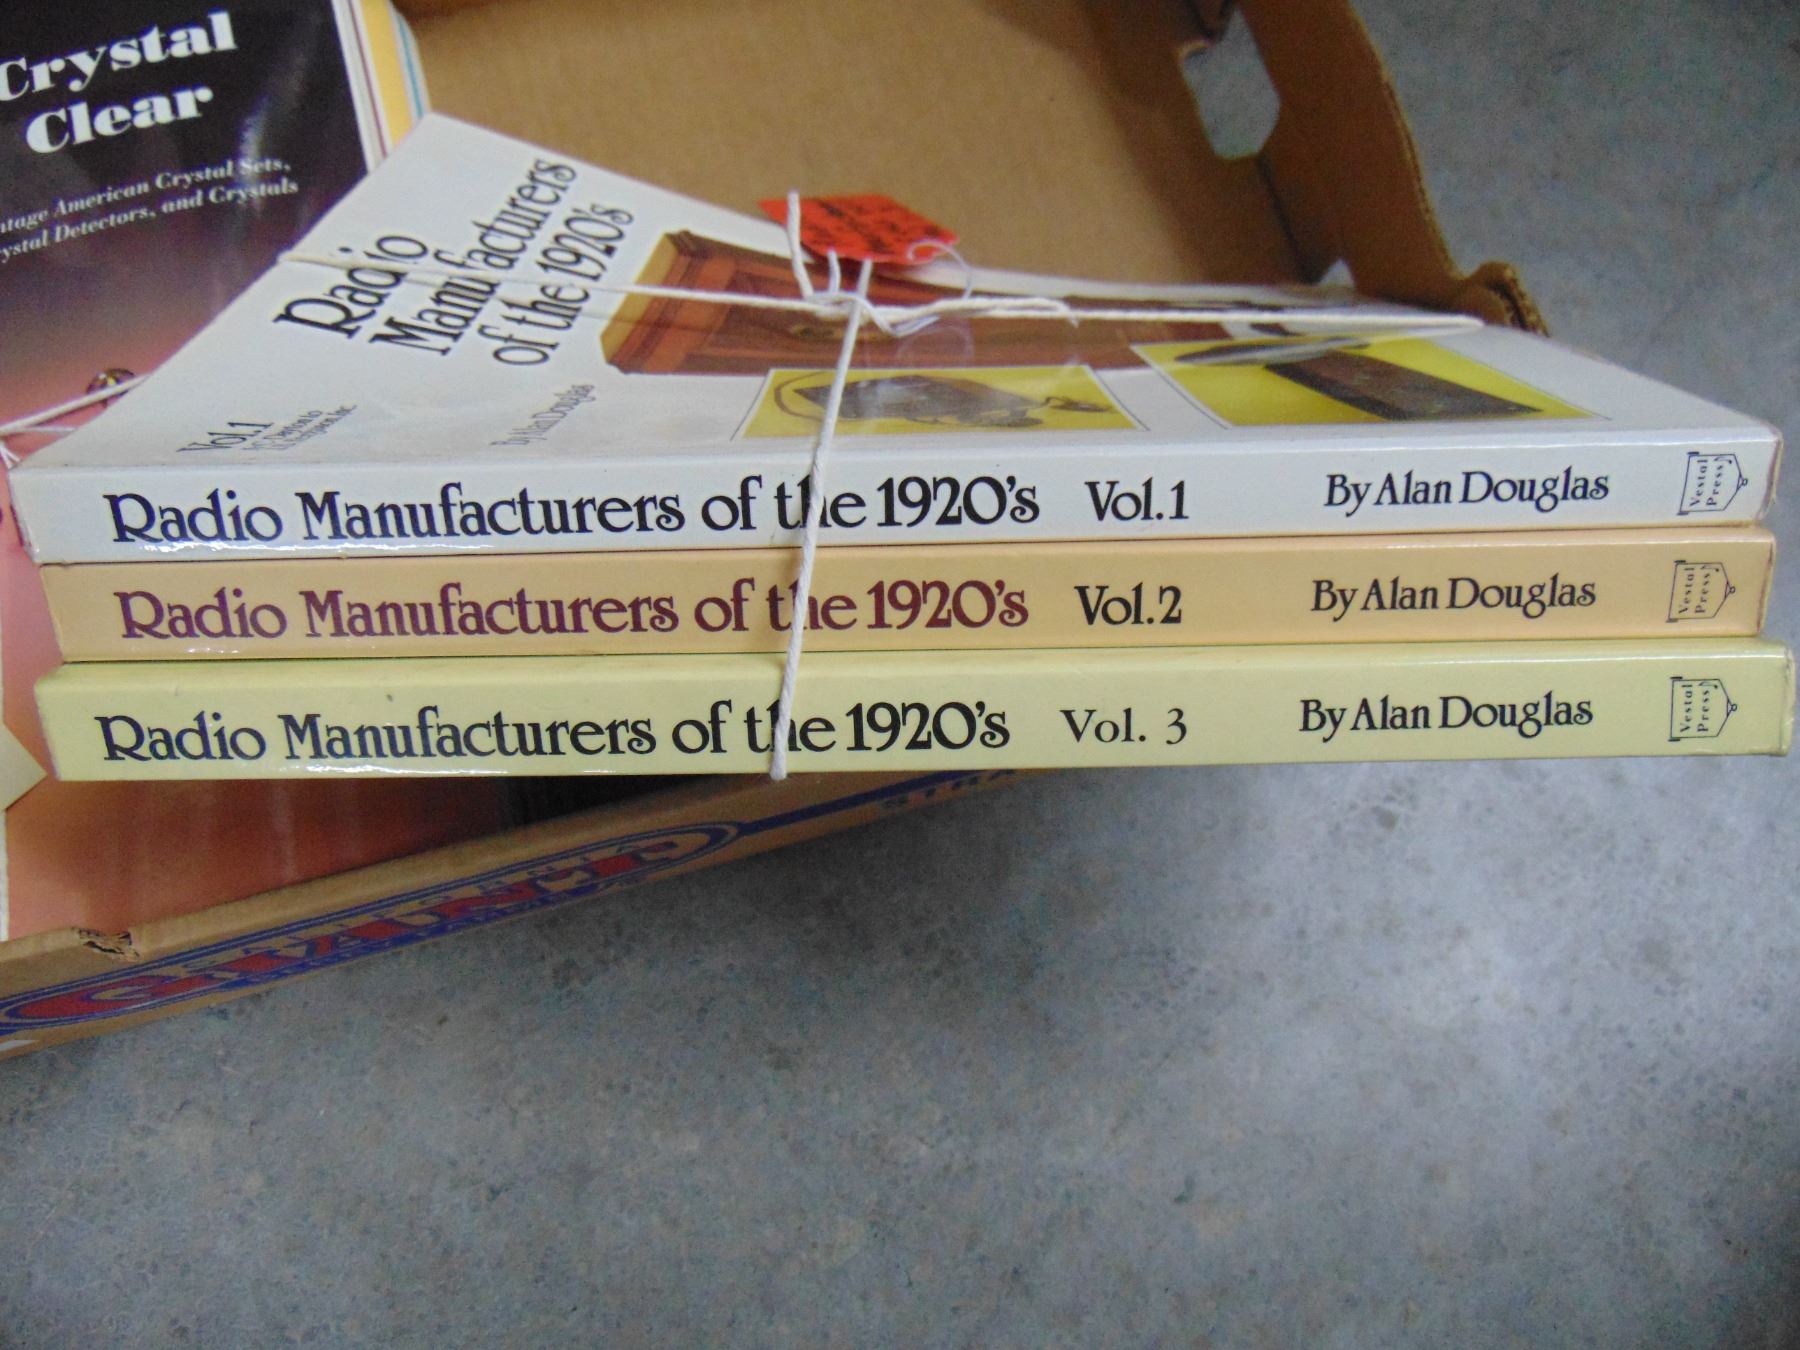 Crystal
Clear
American Crystal Sets,
Detectors, and Crystals
Radio
Manufacturers
of the 1920's
Vol.1
By Alan Douglas
Radio Manufacturers of the 1920's Vol.1 By Alan Douglas Vestal Press
Radio Manufacturers of the 1920's Vol.2 By Alan Douglas Vestal Press
Radio Manufacturers of the 1920's Vol. 3 By Alan Douglas Vestal Press
GIANT